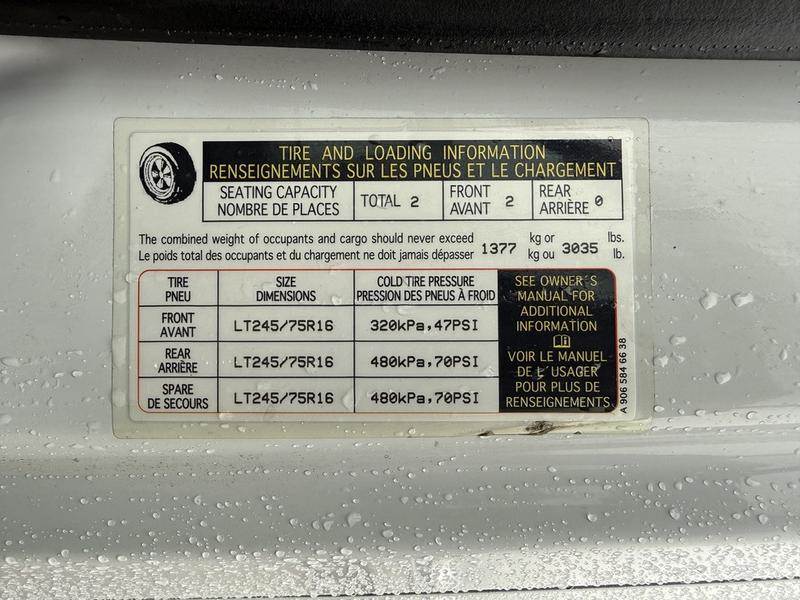 TIRE AND LOADING INFORMATION
RENSEIGNEMENTS SUR LES PNEUS ET LE CHARGEMENT
SEATING CAPACITY
NOMBRE DE PLACES
TOTAL 2
FRONT
AVANT 2
REAR
ARRIÈRE 0
The combined weight of occupants and cargo should never exceed 1377 kg or 3035 lbs.
Le poids total des occupants et du chargement ne doit jamais dépasser kg ou lb.
TIRE
PNEU
SIZE
DIMENSIONS
COLD TIRE PRESSURE
PRESSION DES PNEUS À FROID
FRONT
AVANT
LT245/75R16
320kPa,47PSI
REAR
ARRIÈRE
LT245/75R16
480kPa,70PSI
SPARE
DE SECOURS
LT245/75R16
480kPa,70PSI
SEE OWNER´S
MANUAL FOR
ADDITIONAL
INFORMATION
VOIR LE MANUEL
DE L´USAGER
POUR PLUS DE
RENSEIGNEMENTS
A 906 584 66 38